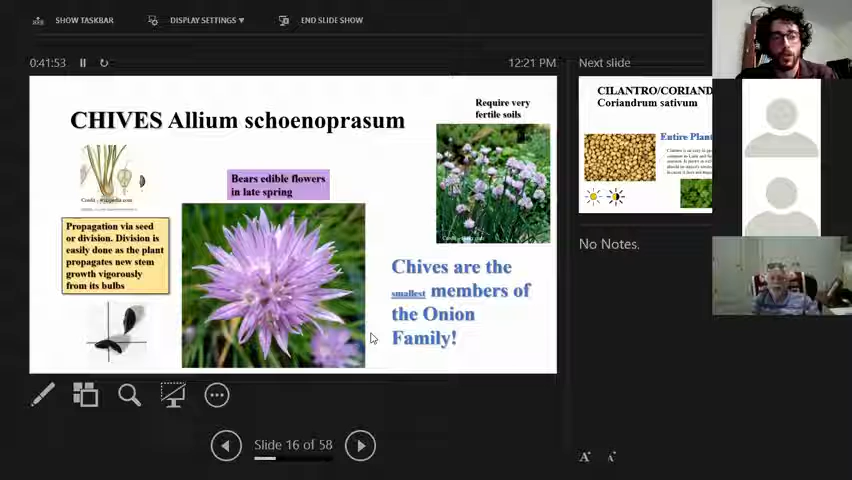 SHOW TASKBAR
DISPLAY SETTINGS ▼
END SLIDE SHOW
0:41:53
12:21 PM
CHIVES Allium schoenoprasum
Require very
fertile soils
Credit - wikipedia.com
Bears edible flowers
in late spring
Propagation via seed
or division. Division is
easily done as the plant
propagates new stem
growth vigorously
from its bulbs
Chives are the
smallest members of
the Onion
Family!
Slide 16 of 58
Next slide
CILANTRO/CORIAND
Coriandrum sativum
Entire Plant
No Notes.
A A